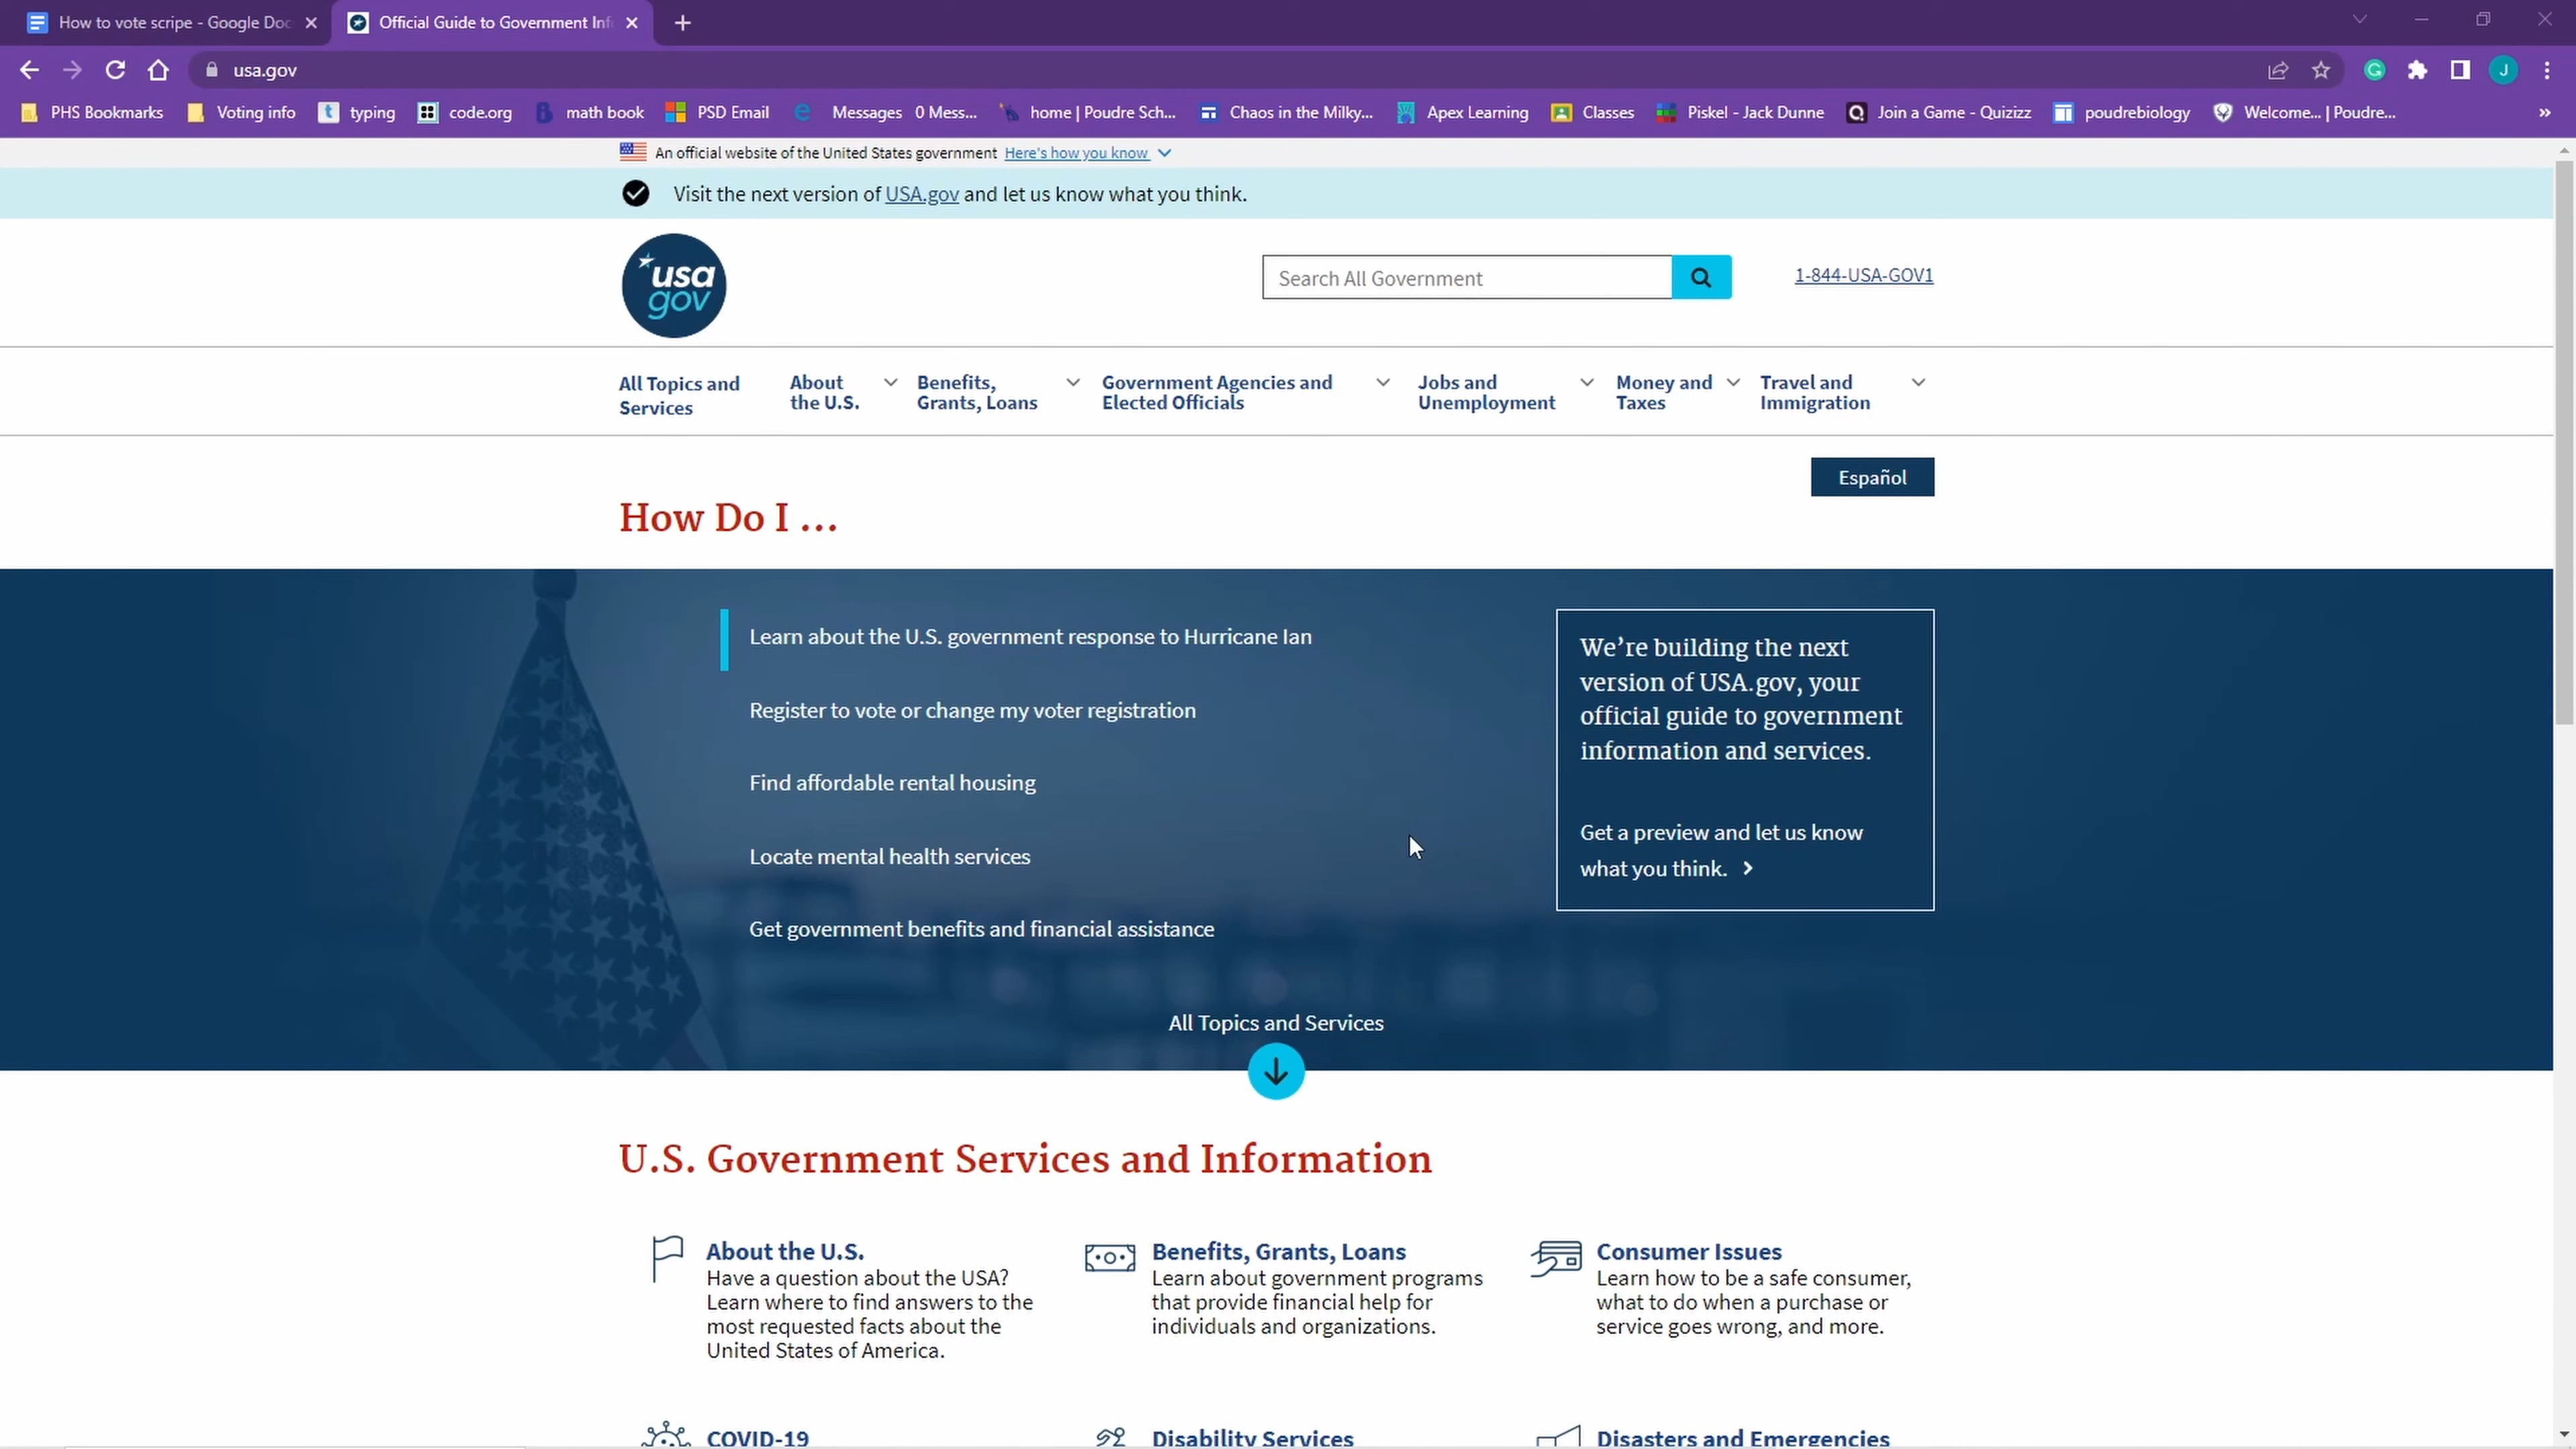 How to vote scripe - Google Doc
Official Guide to Government Inf
usa.gov
J
PHS Bookmarks
Voting info
t typing
code.org
math book
PSD Email
Messages 0 Mess...
home | Poudre Sch...
Chaos in the Milky...
Apex Learning
Classes
Piskel - Jack Dunne
Join a Game - Quizizz
poudrebiology
Welcome... | Poudre...
»
An official website of the United States government Here's how you know
Visit the next version of USA.gov and let us know what you think.
usa
gov
Search All Government
1-844-USA-GOV1
All Topics and
Services
About
the U.S.
Benefits,
Grants, Loans
Government Agencies and
Elected Officials
Jobs and
Unemployment
Money and
Taxes
Travel and
Immigration
Español
How Do I ...
Learn about the U.S. government response to Hurricane Ian
Register to vote or change my voter registration
Find affordable rental housing
Locate mental health services
Get government benefits and financial assistance
We’re building the next
version of USA.gov, your
official guide to government
information and services.
Get a preview and let us know
what you think.
All Topics and Services
U.S. Government Services and Information
About the U.S.
Have a question about the USA?
Learn where to find answers to the
most requested facts about the
United States of America.
Benefits, Grants, Loans
Learn about government programs
that provide financial help for
individuals and organizations.
Consumer Issues
Learn how to be a safe consumer,
what to do when a purchase or
service goes wrong, and more.
COVID-19
Disability Services
Disasters and Emergencies